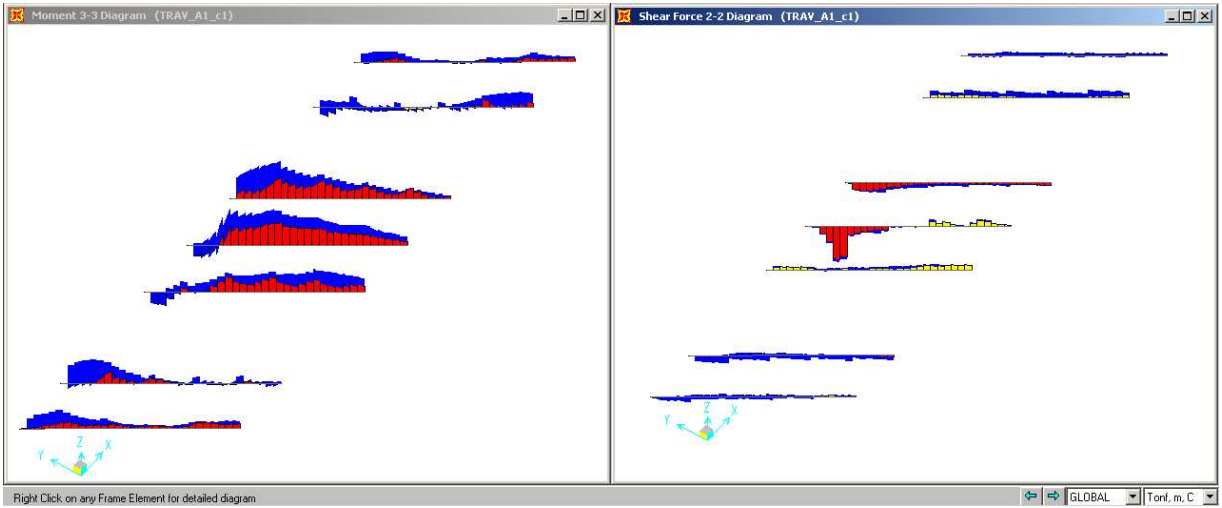 Moment 3-3 Diagram (TRAV_A1_c1)
Shear Force 2-2 Diagram (TRAV_A1_c1)
Z
Y
X
Z
Y
X
Right Click on any Frame Element for detailed diagram
GLOBAL
Tonf, m, C